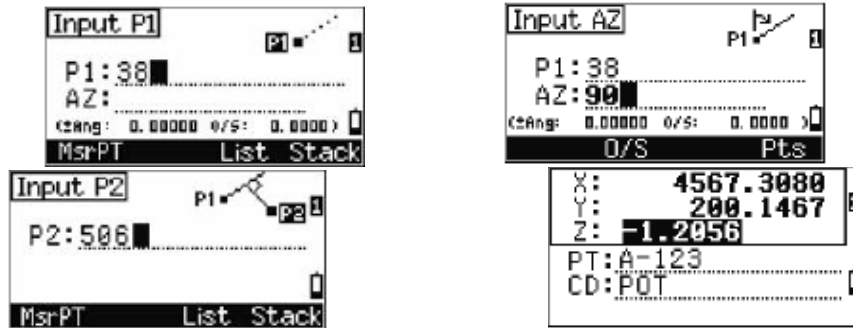 Input P1
P1
1
P1:38
AZ:
(±Ang: 0.00000 O/S: 0.0000)
MsrPT List Stack
Input AZ
P1
1
P1:38
AZ:90
(±Ang: 0.00000 O/S: 0.0000 )
O/S Pts
Input P2
P1
P2
1
P2:506
MsrPT List Stack
X: 4567.3080
Y: 200.1467
Z: -1.2056
PT:A-123
CD:POT